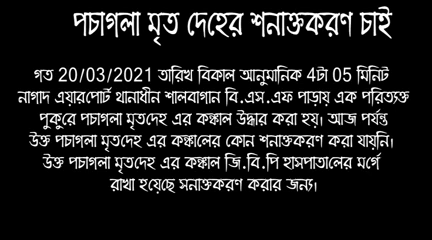 পচাগলা মৃত দেহের শনাক্তকরণ চাই
গত 20/03/2021 তারিখ বিকাল আনুমানিক 4টা 05 মিনিট
নাগাদ এয়ারপোর্ট থানাধীন শালবাগান বি.এস.এফ পাড়ায় এক পরিত্যক্ত
পুকুরে পচাগলা মৃতদেহ এর কঙ্কাল উদ্ধার করা হয়। আজ পর্যন্ত
উক্ত পচাগলা মৃতদেহ এর কঙ্কালের কোন শনাক্তকরণ করা যায়নি।
উক্ত পচাগলা মৃতদেহ এর কঙ্কাল জি.বি.পি হাসপাতালের মর্গে
রাখা হয়েছে সনাক্তকরণ করার জন্য।